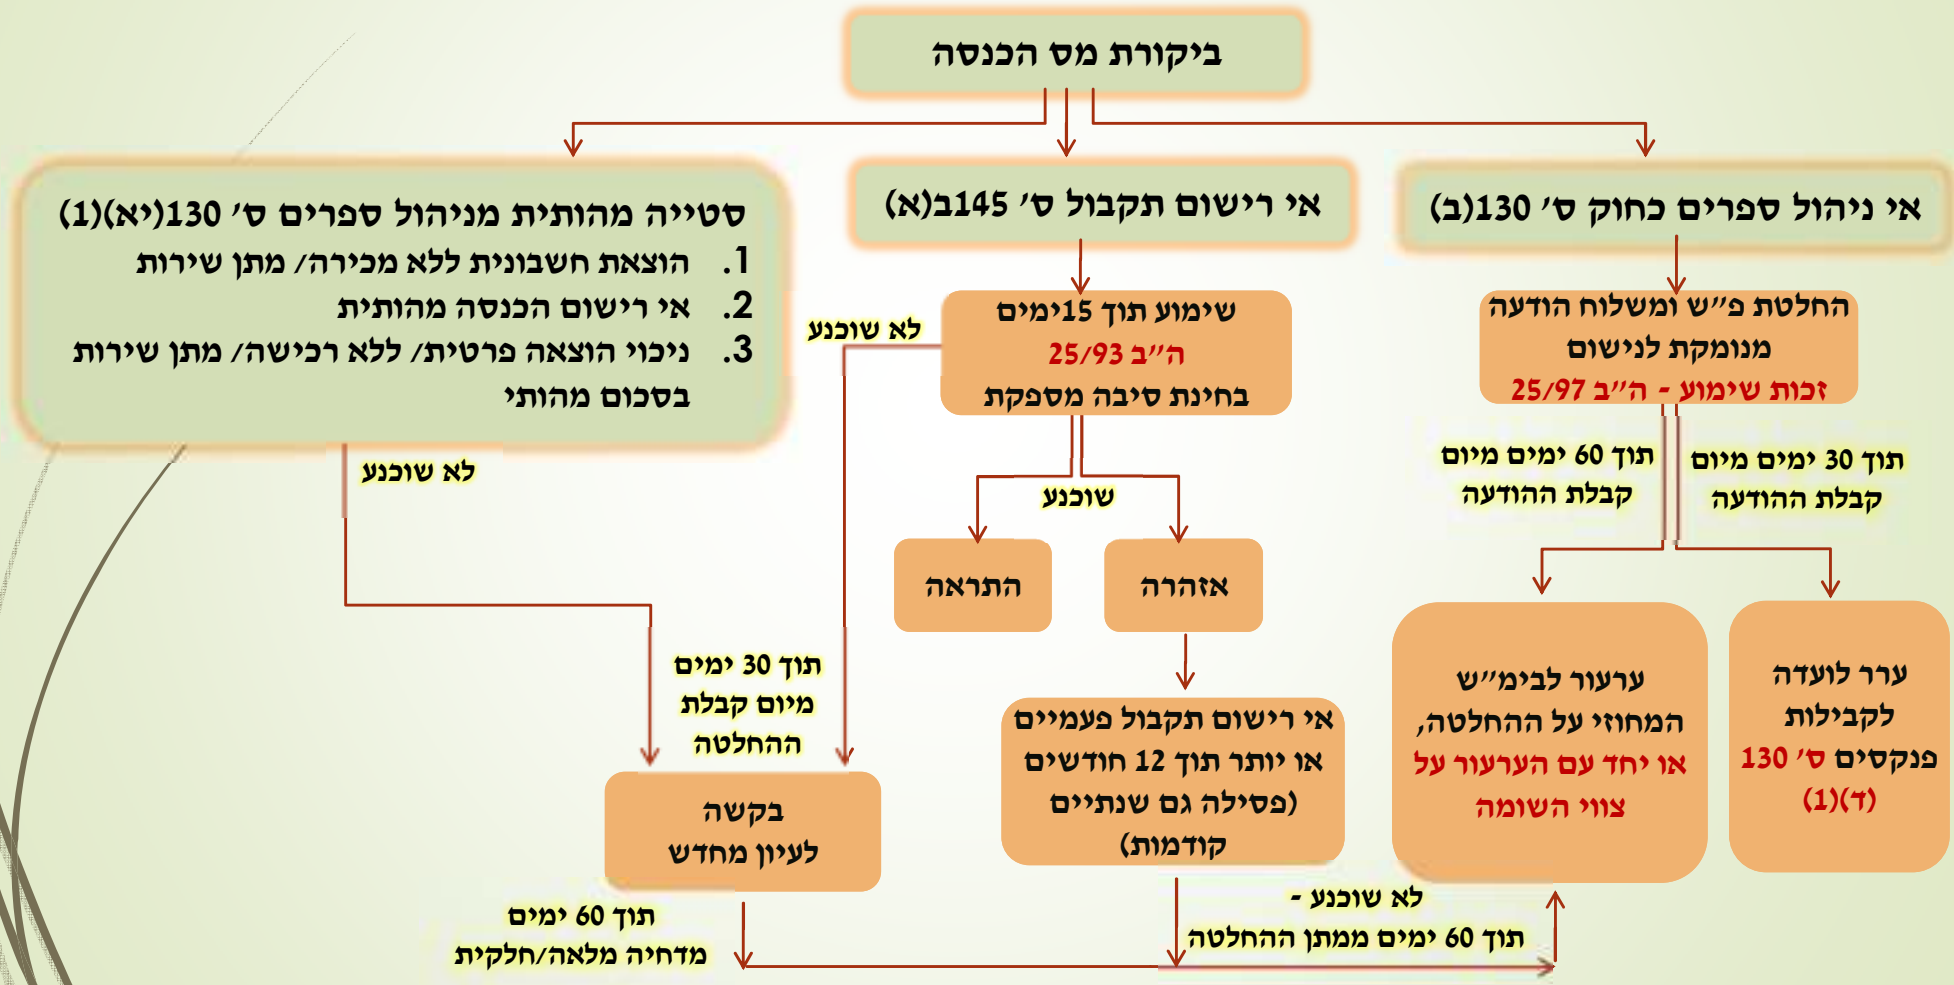 ביקורת מס הכנסה
אי ניהול ספרים כחוק ס' 130(ב)
החלטת פ״ש ומשלוח הודעה
מנומקת לנישום
זכות שימוע - ה״ב 25/97
תוך 30 ימים מיום
קבלת ההודעה
תוך 60 ימים מיום
קבלת ההודעה
ערר לועדה
לקבילות
פנקסים ס' 130
(ד)(1)
ערעור לבימ״ש
המחוזי על ההחלטה,
או יחד עם הערעור על
צווי השומה
אי רישום תקבול ס' 145ב(א)
שימוע תוך 15ימים
ה״ב 25/93
בחינת סיבה מספקת
לא שוכנע
שוכנע
אזהרה
התראה
אי רישום תקבול פעמיים
או יותר תוך 12 חודשים
(פסילה גם שנתיים
קודמות)
לא שוכנע -
תוך 60 ימים ממתן ההחלטה
סטייה מהותית מניהול ספרים ס' 130(יא)(1)
1. הוצאת חשבונית ללא מכירה/ מתן שירות
2. אי רישום הכנסה מהותית
3. ניכוי הוצאה פרטית/ ללא רכישה/ מתן שירות
בסכום מהותי
לא שוכנע
תוך 30 ימים
מיום קבלת
ההחלטה
בקשה
לעיון מחדש
תוך 60 ימים
מדחיה מלאה/חלקית